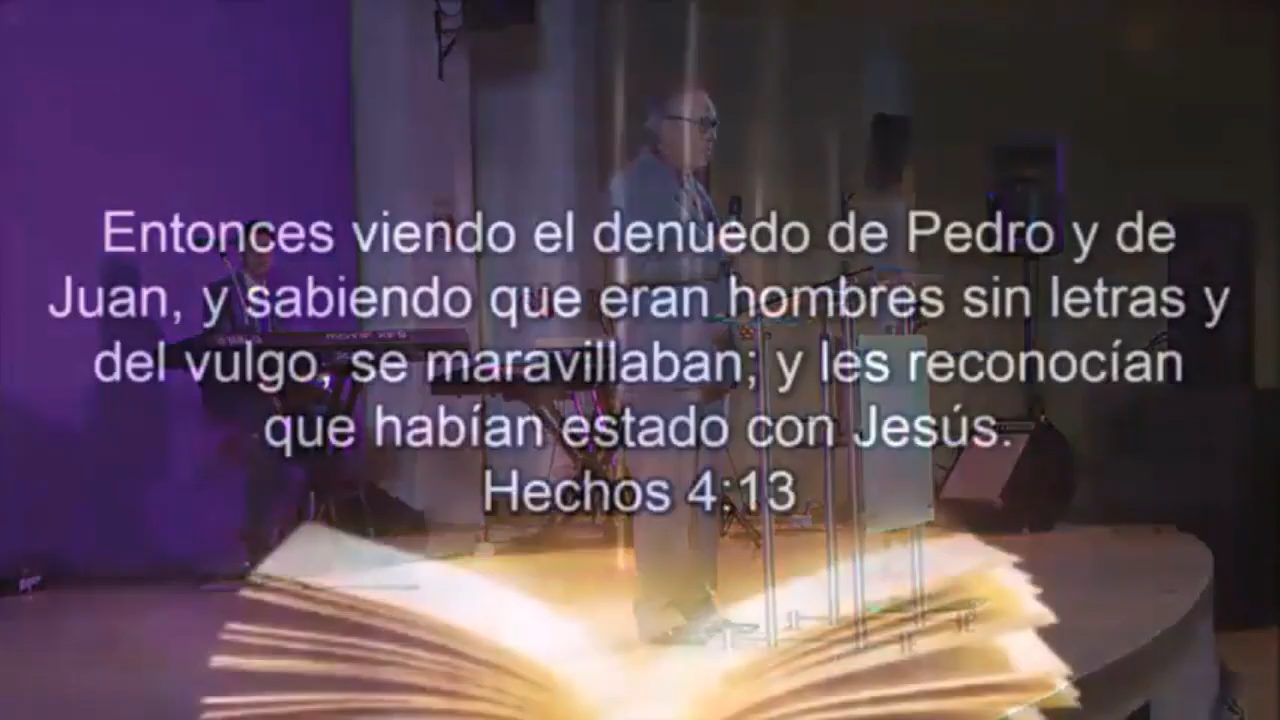 Entonces viendo el denuedo de Pedro y de
Juan, y sabiendo que eran hombres sin letras y
del vulgo, se maravillaban; y les reconocían
que habían estado con Jesús.
Hechos 4:13